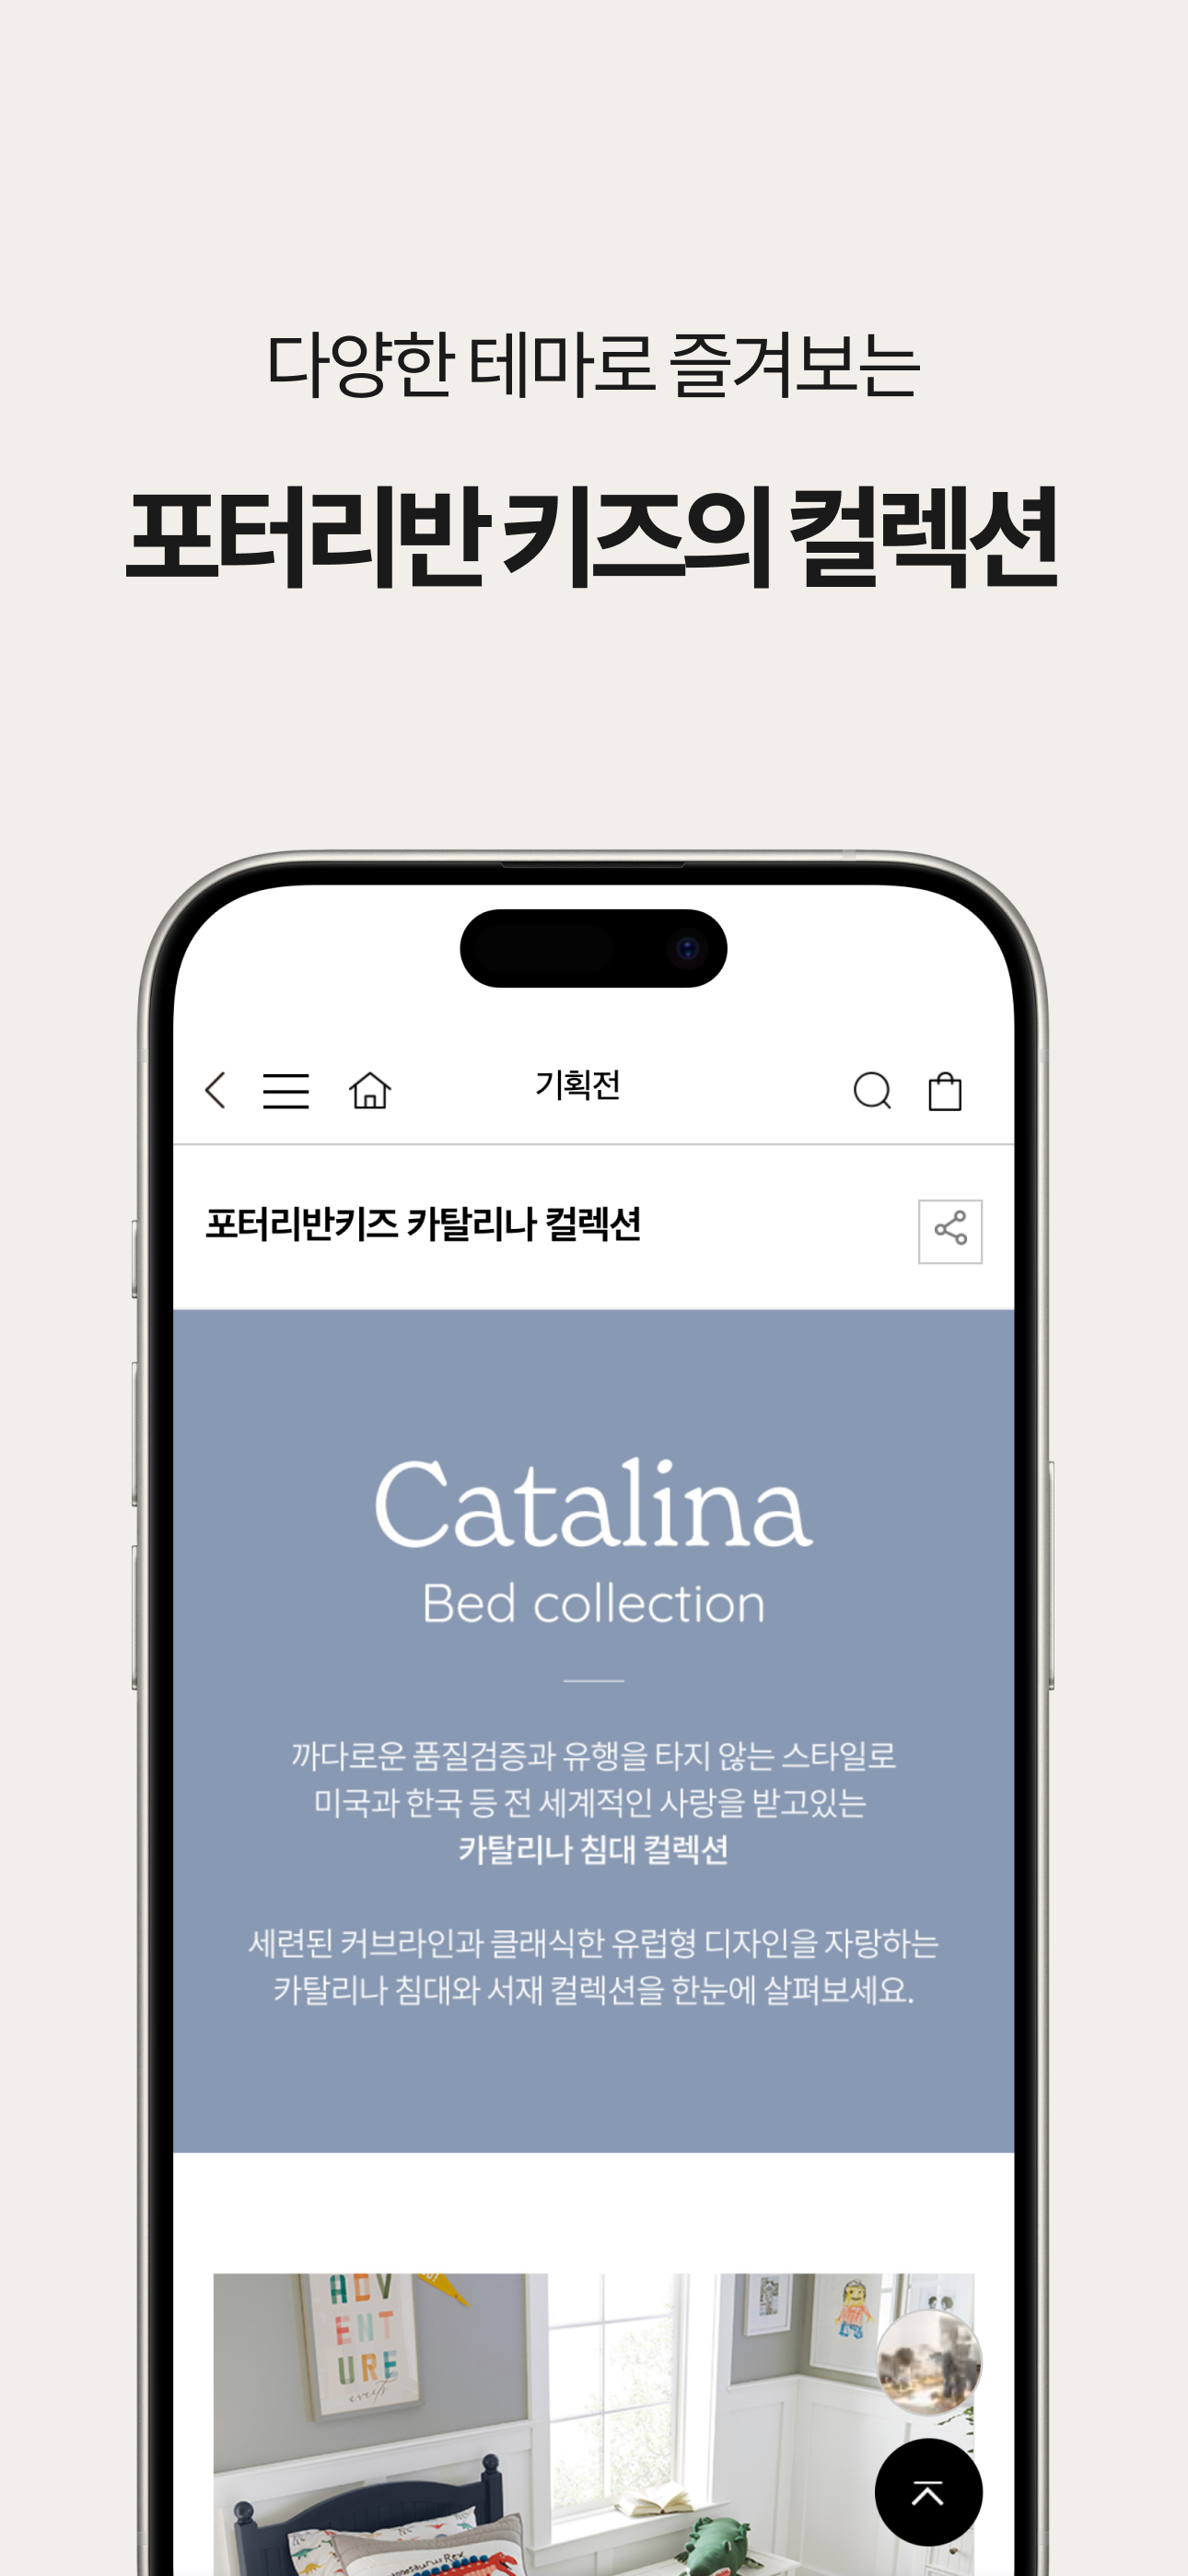 다양한 테마로 즐겨보는
포터리반 키즈의 컬렉션
기획전
포터리반키즈 카탈리나 컬렉션
Catalina
Bed collection
까다로운 품질검증과 유행을 타지 않는 스타일로
미국과 한국 등 전 세계적인 사랑을 받고있는
카탈리나 침대 컬렉션
세련된 커브라인과 클래식한 유럽형 디자인을 자랑하는
카탈리나 침대와 서재 컬렉션을 한눈에 살펴보세요.
ADV
ENT
URE
awaits